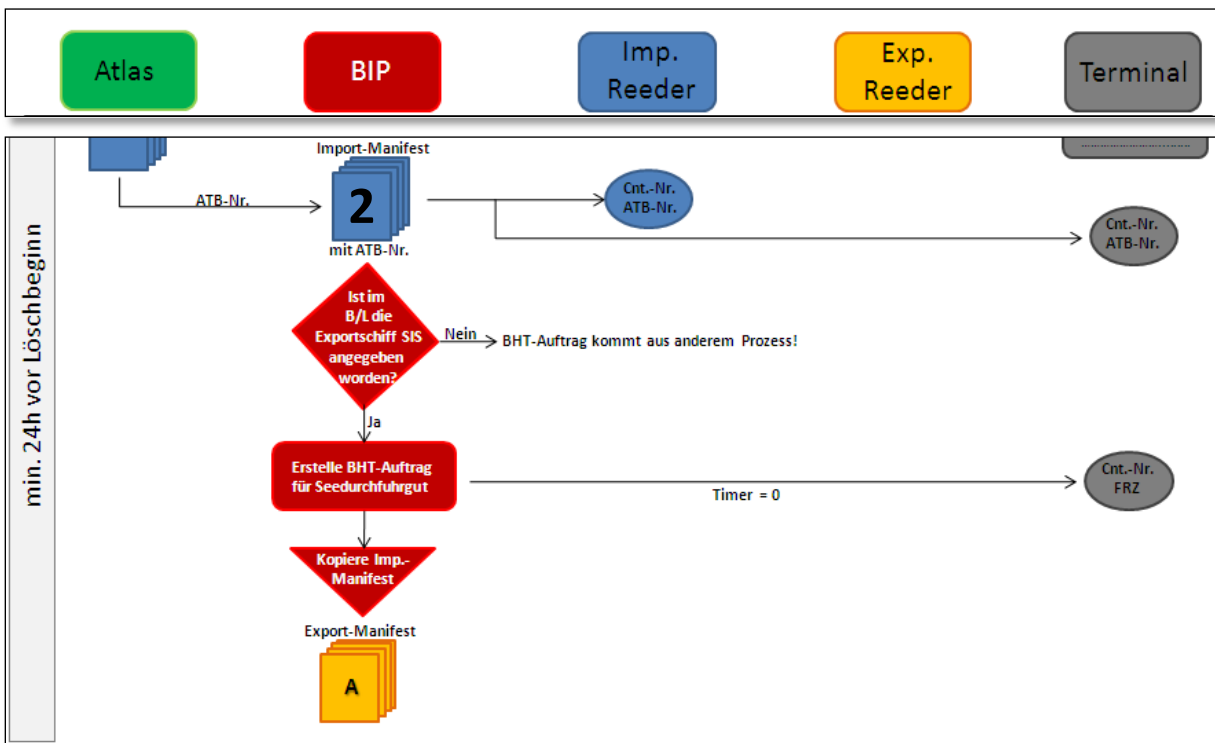 Atlas
BIP
Imp.
Reeder
Exp.
Reeder
Terminal
min. 24h vor Löschbeginn
Import-Manifest
ATB-Nr.
2
mit ATB-Nr.
Cnt.-Nr.
ATB-Nr.
Cnt.-Nr.
ATB-Nr.
Ist im
B/L die
Exportschiff SIS
angegeben
worden?
Nein
BHT-Auftrag kommt aus anderem Prozess!
Ja
Erstelle BHT-Auftrag
für Seedurchfuhrgut
Timer = 0
Cnt.-Nr.
FRZ
Kopiere Imp.-
Manifest
Export-Manifest
A